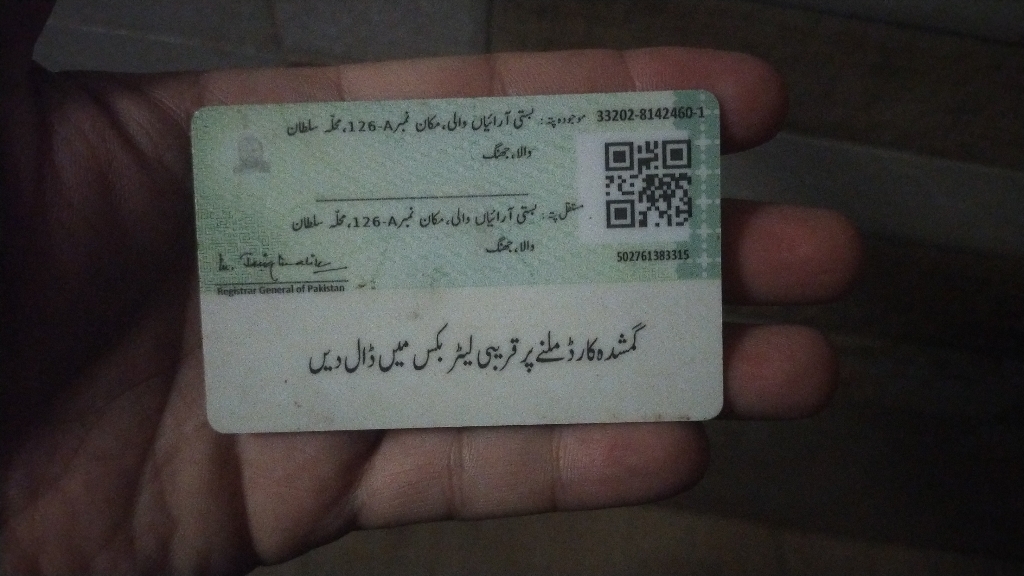 33202-8142460-1
موجودہ پتہ: بستی آرائیاں والی، مکان نمبر 126-A، محلہ سلطان
والا، جھنگ
مستقل پتہ: بستی آرائیاں والی، مکان نمبر 126-A، محلہ سلطان
والا، جھنگ
502761383315
Registrar General of Pakistan
گمشدہ کارڈ ملنے پر قریبی لیٹر بکس میں ڈال دیں